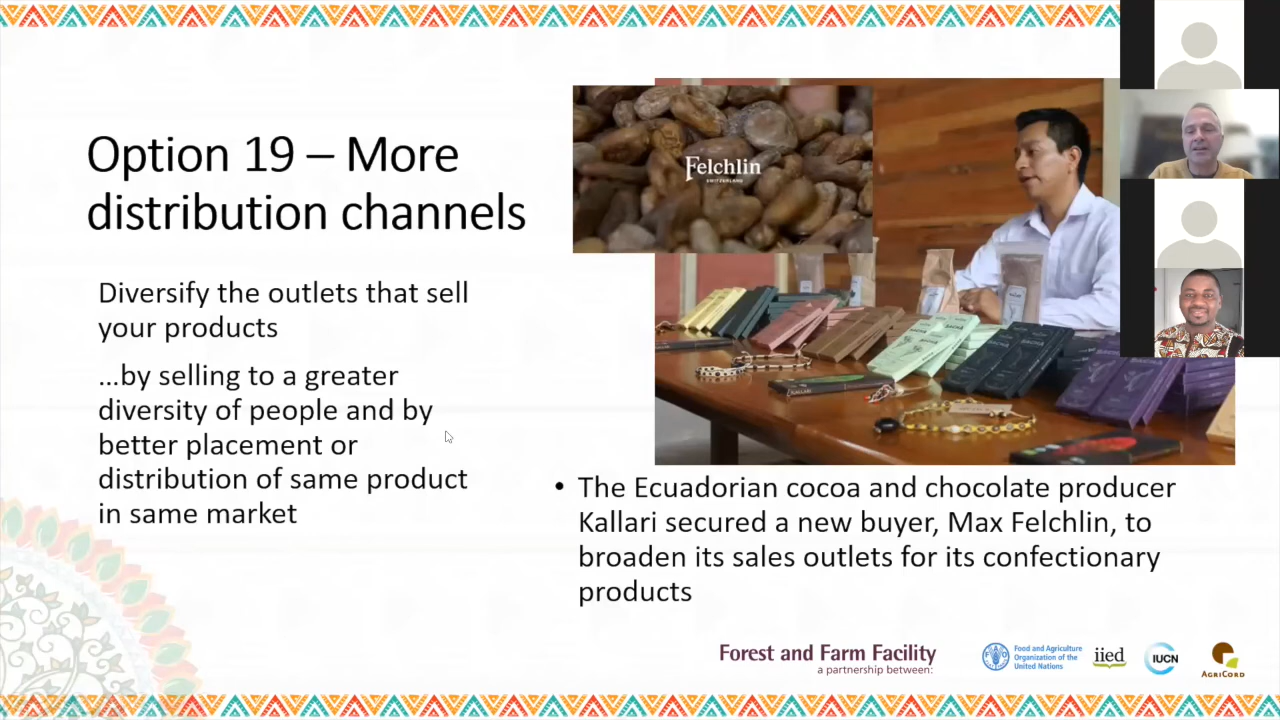 Option 19 – More
distribution channels
Diversify the outlets that sell
your products
…by selling to a greater
diversity of people and by
better placement or
distribution of same product
in same market
Felchlin
SWITZERLAND
KALLARI
• The Ecuadorian cocoa and chocolate producer
Kallari secured a new buyer, Max Felchlin, to
broaden its sales outlets for its confectionary
products
Forest and Farm Facility
a partnership between:
Food and Agriculture
Organization of the
United Nations
iied
IUCN
AGRICORD